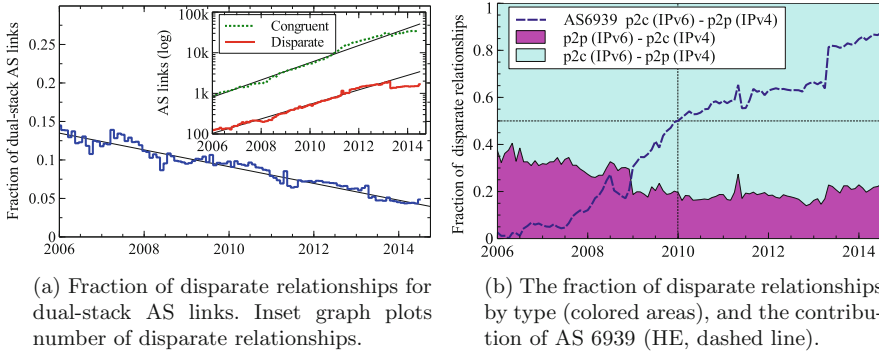 0.25
0.20
0.15
0.1
0.05
0
Fraction of dual-stack AS links
2006
2008
2010
2012
2014
100k
10k
1k
100
AS links (log)
Congruent
Disparate
2006
2008
2010
2012
2014
1
0.8
0.6
0.4
0.2
0
Fraction of disparate relationships
AS6939 p2c (IPv6) - p2p (IPv4)
p2p (IPv6) - p2c (IPv4)
p2c (IPv6) - p2p (IPv4)
2006
2008
2010
2012
2014
(a) Fraction of disparate relationships for
dual-stack AS links. Inset graph plots
number of disparate relationships.
(b) The fraction of disparate relationships
by type (colored areas), and the contribu-
tion of AS 6939 (HE, dashed line).